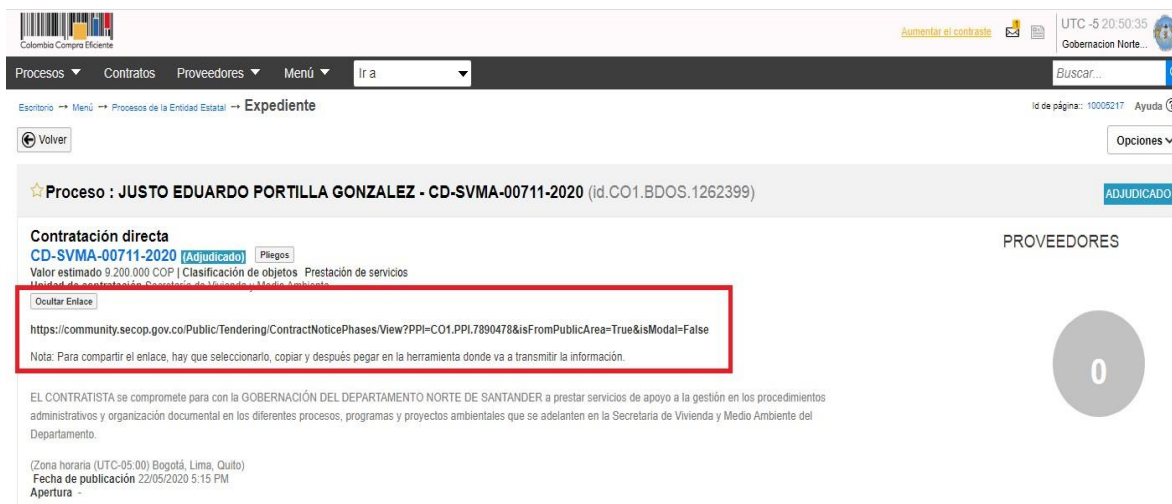 Colombia Compra Eficiente
Aumentar el contraste
UTC -5 20:50:35
Gobernacion Norte...
Procesos Contratos Proveedores Menú Ir a Buscar...
Escritorio → Menú → Procesos de la Entidad Estatal → Expediente
Id de página:: 10005217 Ayuda
Volver
Opciones
Proceso : JUSTO EDUARDO PORTILLA GONZALEZ - CD-SVMA-00711-2020 (id.CO1.BDOS.1262399)
ADJUDICADO
Contratación directa
CD-SVMA-00711-2020 (Adjudicado) Pliegos
Valor estimado 9.200.000 COP | Clasificación de objetos Prestación de servicios
Unidad de contratación Secretaría de Vivienda y Medio Ambiente
Ocultar Enlace
https://community.secop.gov.co/Public/Tendering/ContractNoticePhases/View?PPI=CO1.PPI.7890478&isFromPublicArea=True&isModal=False
Nota: Para compartir el enlace, hay que seleccionarlo, copiar y después pegar en la herramienta donde va a transmitir la información.
EL CONTRATISTA se compromete para con la GOBERNACIÓN DEL DEPARTAMENTO NORTE DE SANTANDER a prestar servicios de apoyo a la gestión en los procedimientos
administrativos y organización documental en los diferentes procesos, programas y proyectos ambientales que se adelanten en la Secretaria de Vivienda y Medio Ambiente del
Departamento.
(Zona horaria (UTC-05:00) Bogotá, Lima, Quito)
Fecha de publicación 22/05/2020 5:15 PM
Apertura -
PROVEEDORES
0